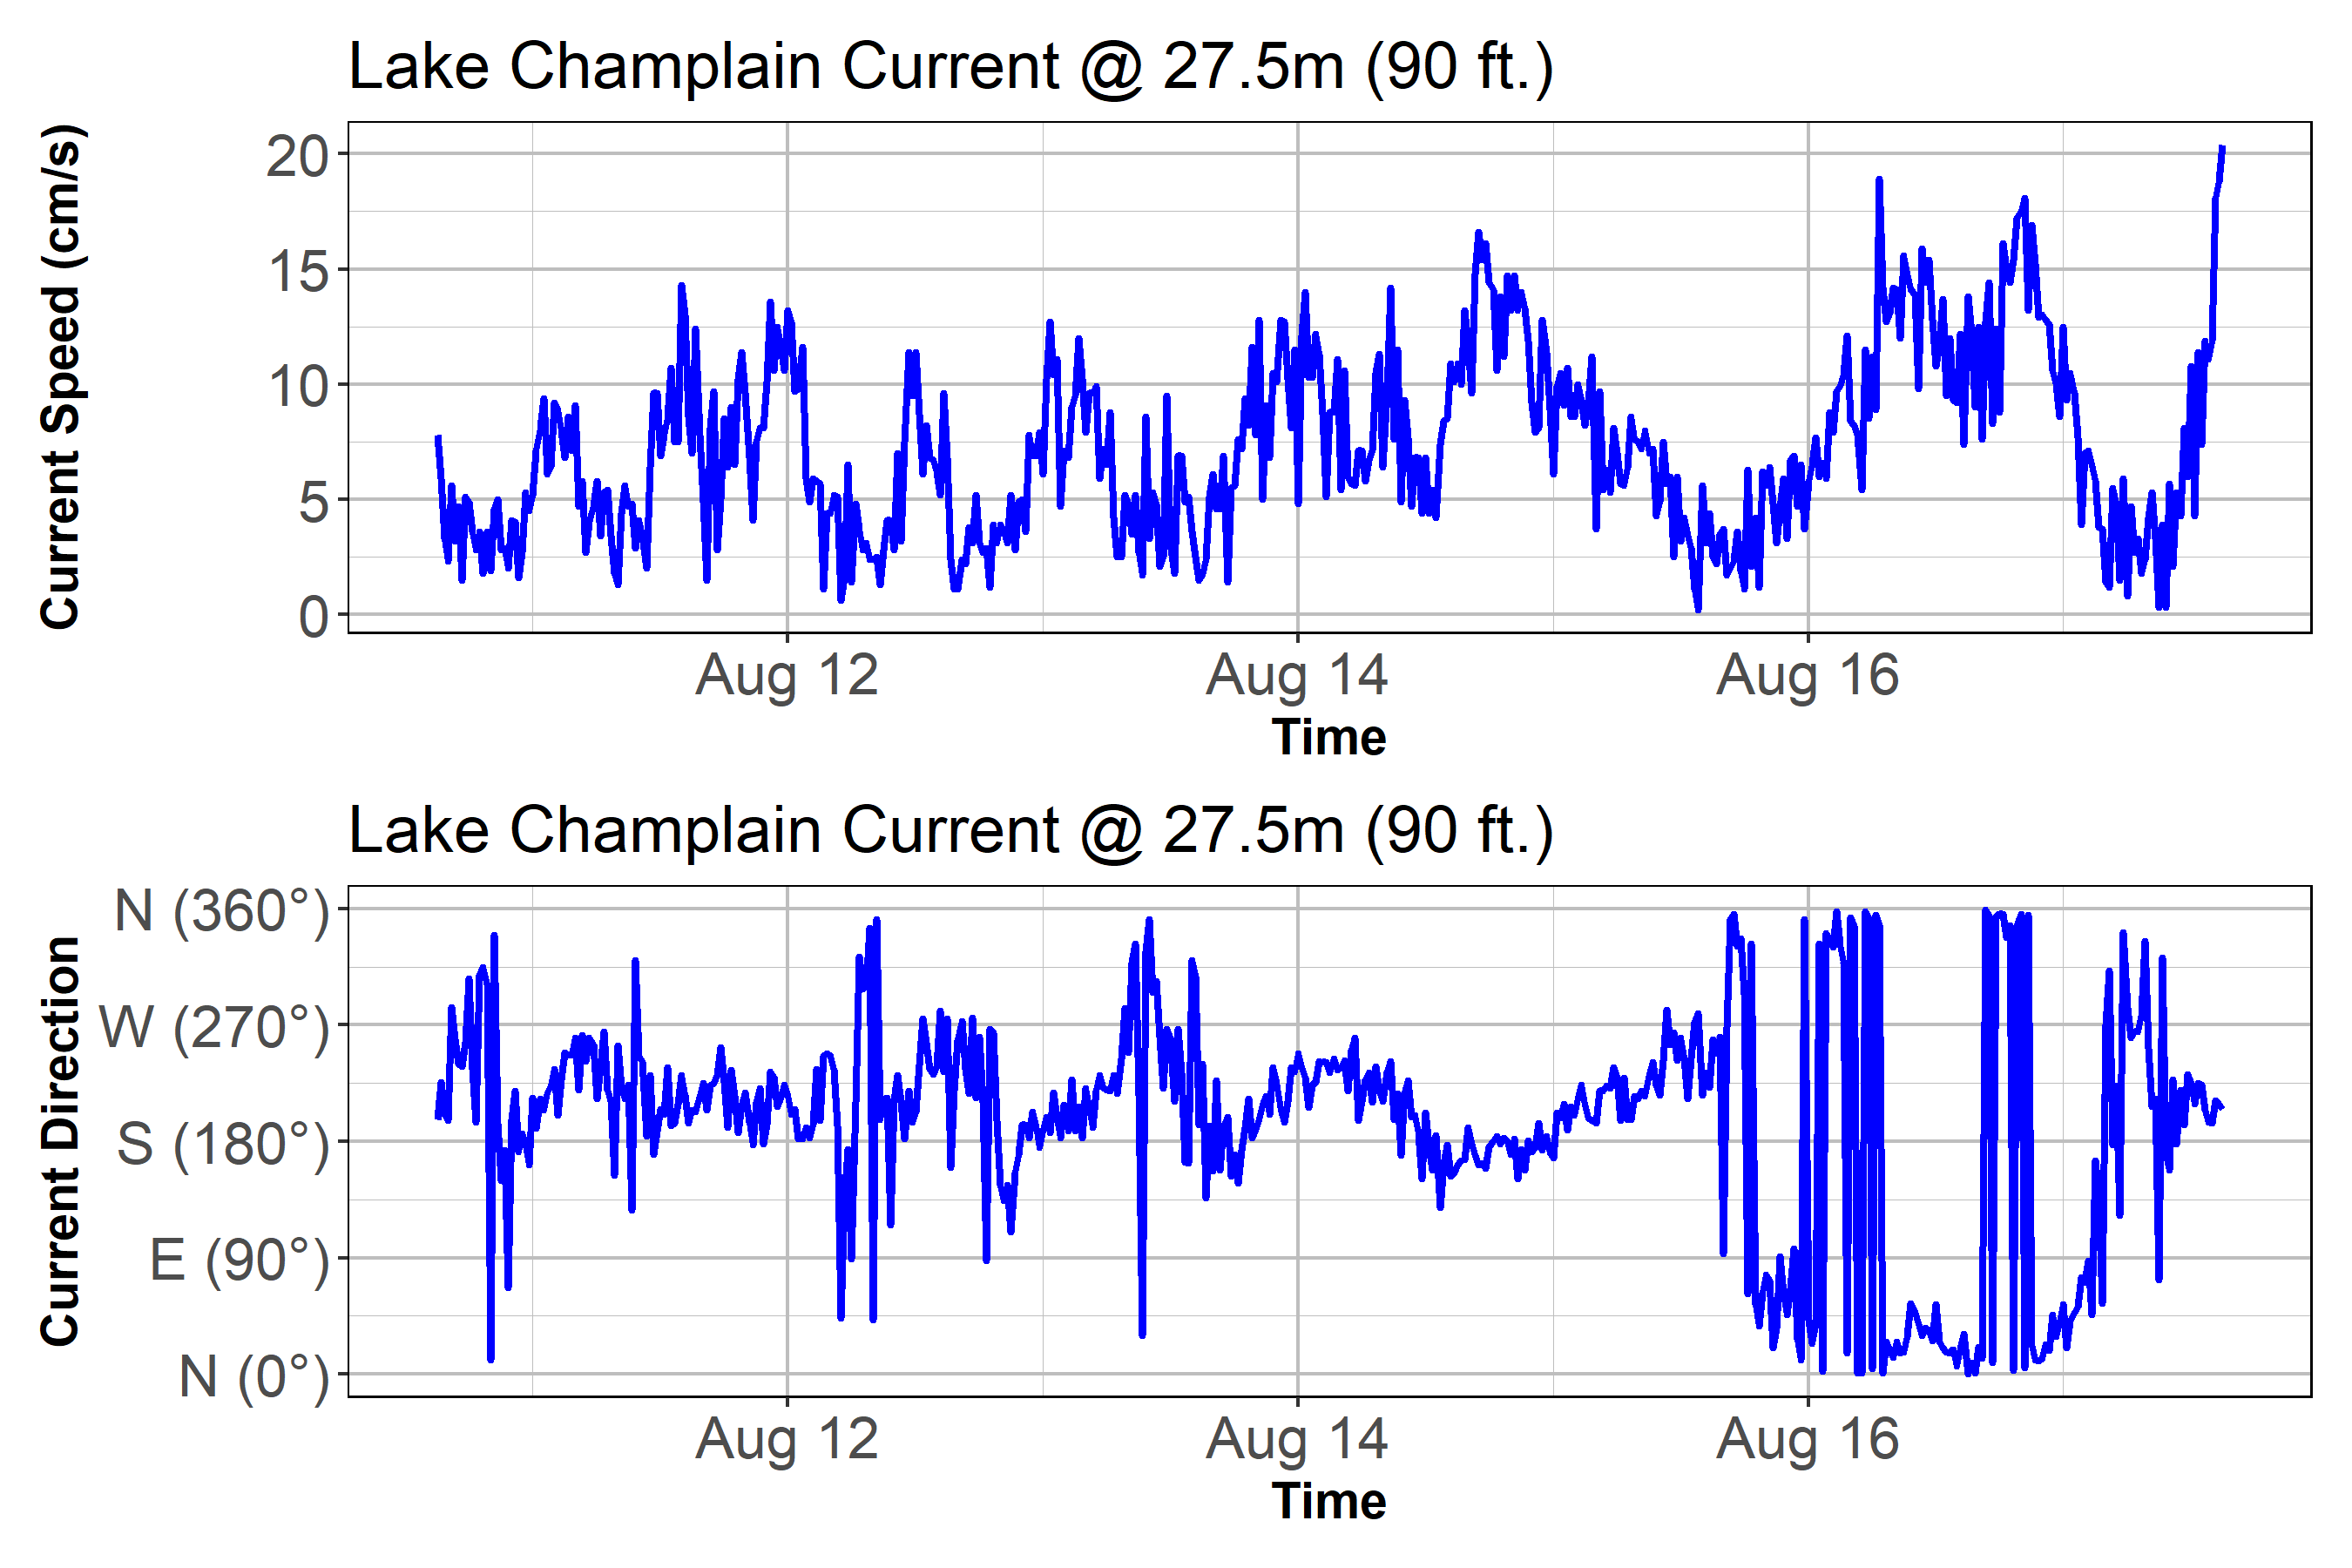 Lake Champlain Current @ 27.5m (90 ft.)
Current Speed (cm/s)
20
15
10
5
0
Aug 12 Aug 14 Aug 16
Time
Lake Champlain Current @ 27.5m (90 ft.)
Current Direction
N (360°)
W (270°)
S (180°)
E (90°)
N (0°)
Aug 12 Aug 14 Aug 16
Time